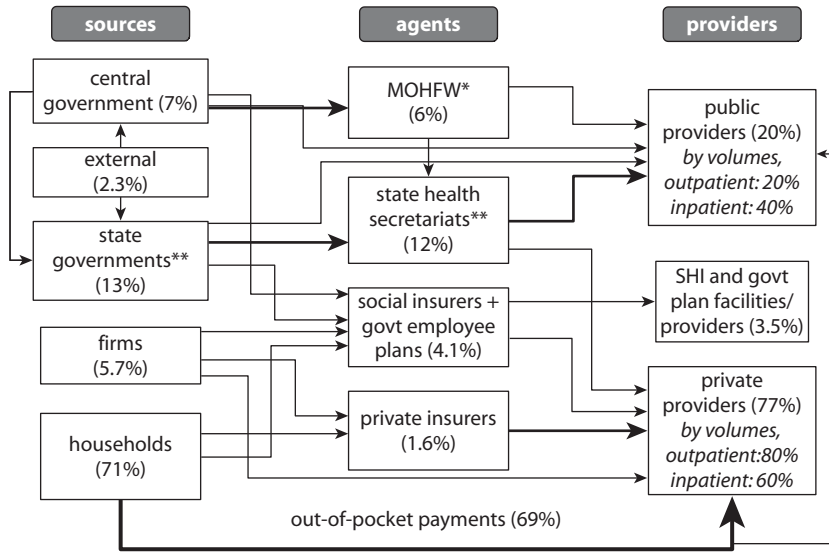 sources
agents
providers
central
government (7%)
external
(2.3%)
state
governments**
(13%)
firms
(5.7%)
households
(71%)
MOHFW*
(6%)
state health
secretariats**
(12%)
social insurers +
govt employee
plans (4.1%)
private insurers
(1.6%)
public
providers (20%)
by volumes,
outpatient: 20%
inpatient: 40%
SHI and govt
plan facilities/
providers (3.5%)
private
providers (77%)
by volumes,
outpatient:80%
inpatient: 60%
out-of-pocket payments (69%)